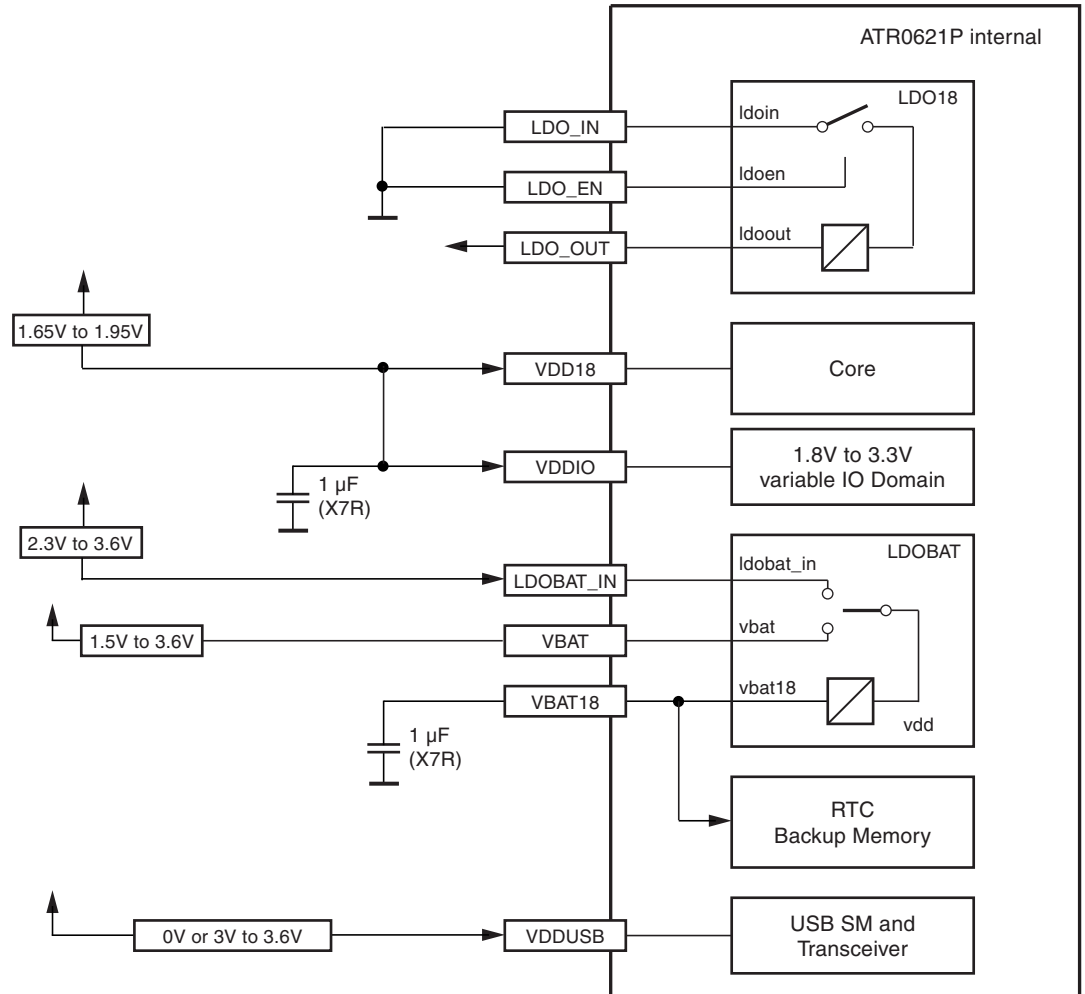 ATR0621P internal
LDO18
ldoin
LDO_IN
ldoen
LDO_EN
ldoout
LDO_OUT
1.65V to 1.95V
VDD18
Core
VDDIO
1.8V to 3.3V
variable IO Domain
1 µF
(X7R)
2.3V to 3.6V
LDOBAT
ldobat_in
LDOBAT_IN
vbat
1.5V to 3.6V
VBAT
vbat18
VBAT18
vdd
1 µF
(X7R)
RTC
Backup Memory
0V or 3V to 3.6V
VDDUSB
USB SM and
Transceiver